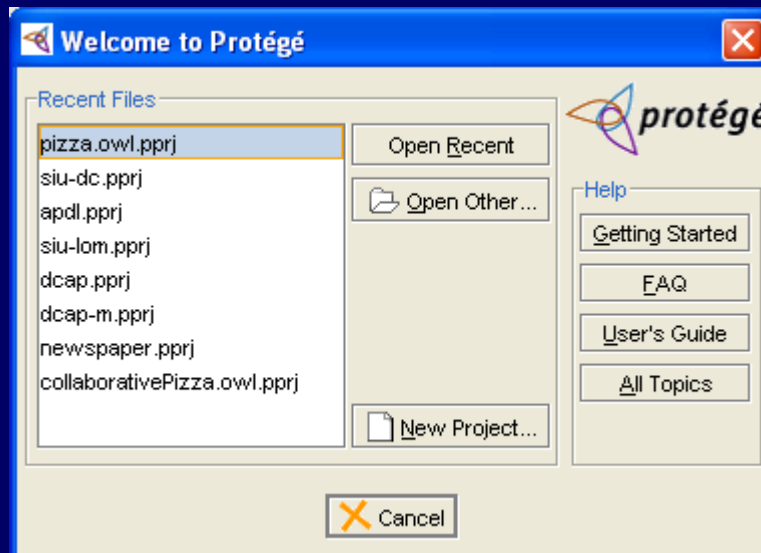 Welcome to Protégé
Recent Files
pizza.owl.pprj
siu-dc.pprj
apdl.pprj
siu-lom.pprj
dcap.pprj
dcap-m.pprj
newspaper.pprj
collaborativePizza.owl.pprj
Open Recent
Open Other...
New Project...
protégé
Help
Getting Started
FAQ
User's Guide
All Topics
Cancel